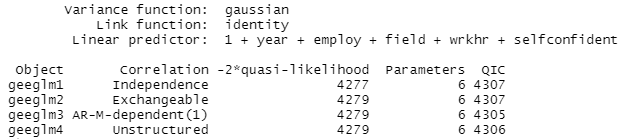 Variance function: gaussian
Link function: identity
Linear predictor: 1 + year + employ + field + wrkhr + selfconfident
Object Correlation -2*quasi-likelihood Parameters QIC
geeglm1 Independence 4277 6 4307
geeglm2 Exchangeable 4279 6 4307
geeglm3 AR-M-dependent(1) 4279 6 4305
geeglm4 Unstructured 4279 6 4306